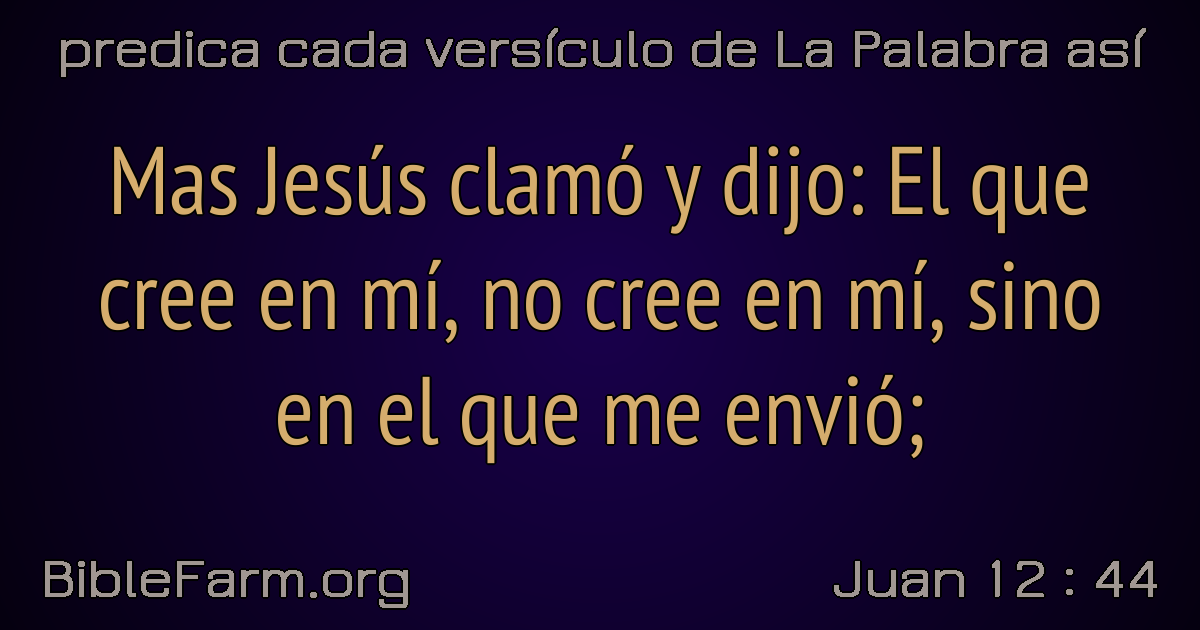 predica cada versículo de La Palabra así
Mas Jesús clamó y dijo: El que
cree en mí, no cree en mí, sino
en el que me envió;
BibleFarm.org
Juan 12 : 44